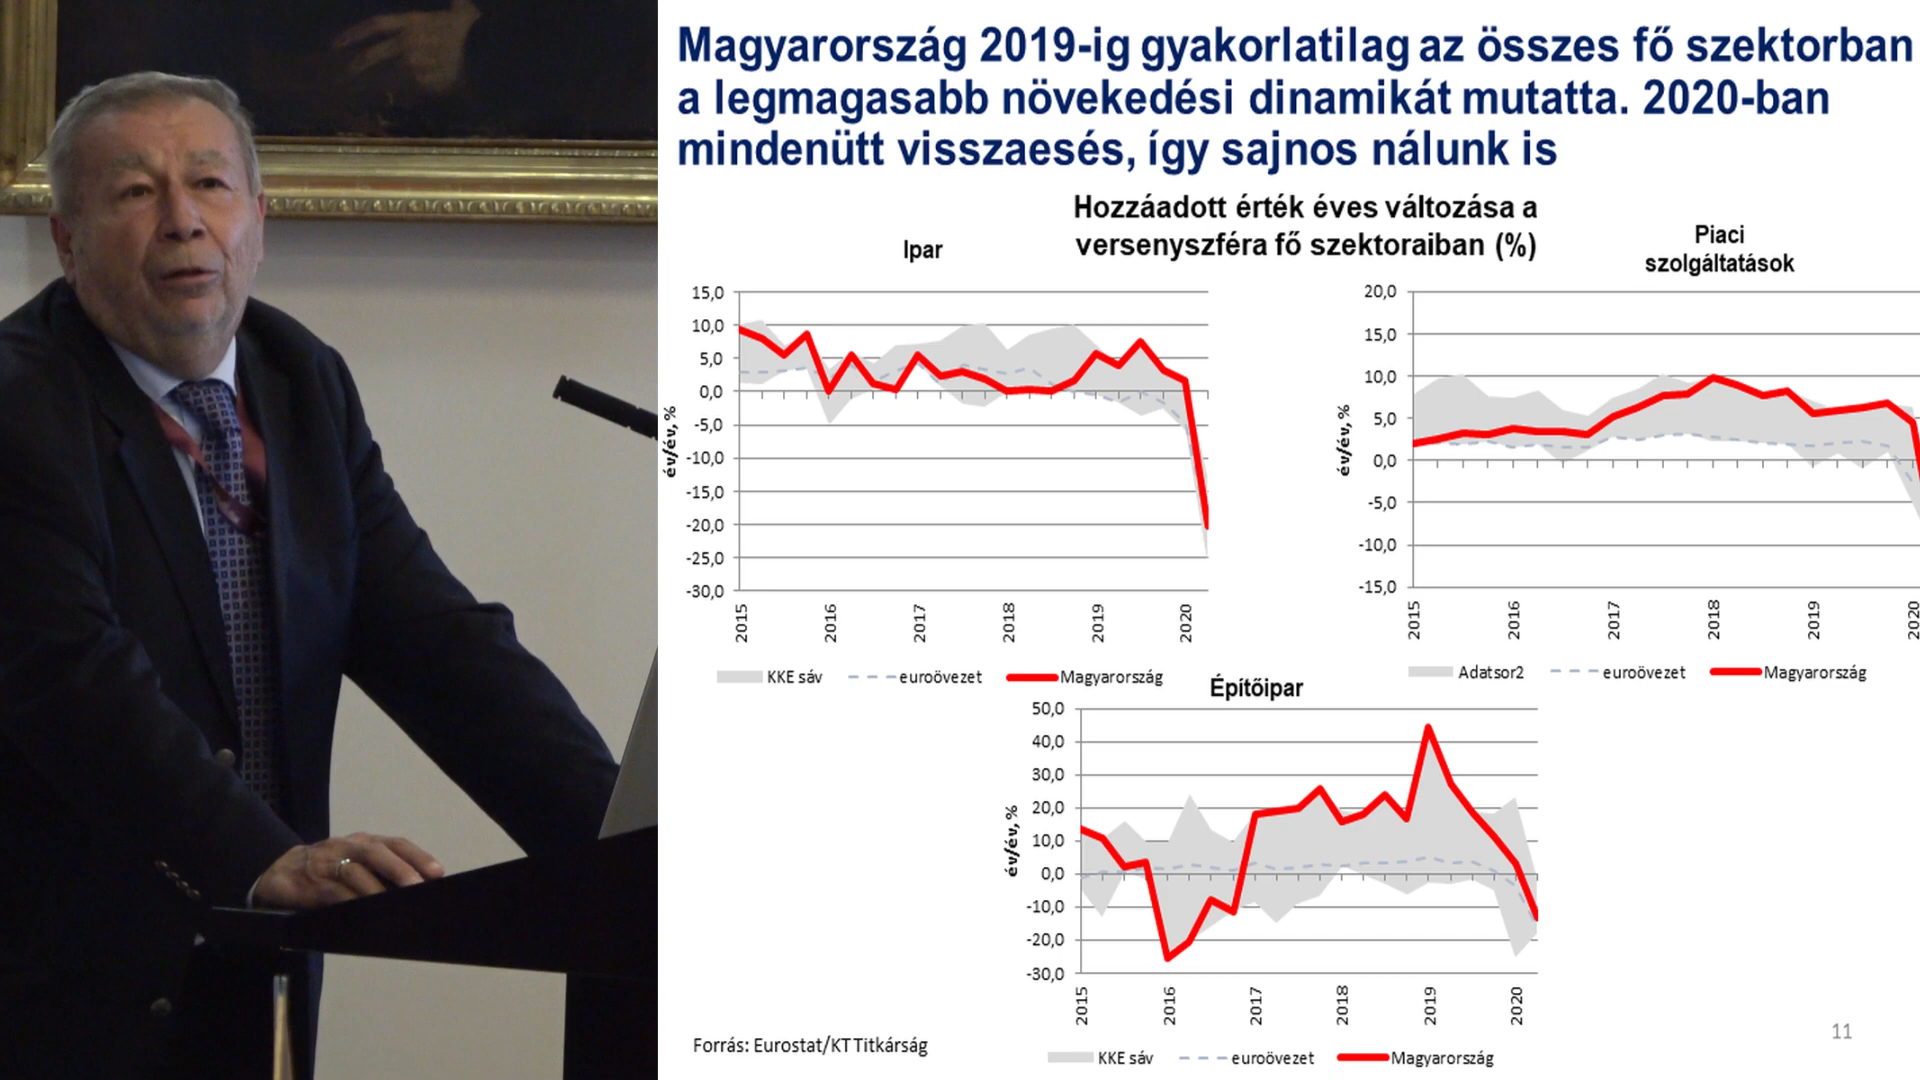 Magyarország 2019-ig gyakorlatilag az összes fő szektorban
a legmagasabb növekedési dinamikát mutatta. 2020-ban
mindenütt visszaesés, így sajnos nálunk is
Hozzáadott érték éves változása a
versenyszféra fő szektoraiban (%)
Ipar
15,0
10,0
5,0
0,0
-5,0
-10,0
-15,0
-20,0
-25,0
-30,0
év/év, %
2015
2016
2017
2018
2019
2020
KKE sáv
euroövezet
Magyarország
Piaci
szolgáltatások
20,0
15,0
10,0
5,0
0,0
-5,0
-10,0
-15,0
év/év, %
2015
2016
2017
2018
2019
2020
Adatsor2
euroövezet
Magyarország
Építőipar
50,0
40,0
30,0
20,0
10,0
0,0
-10,0
-20,0
-30,0
év/év, %
2015
2016
2017
2018
2019
2020
KKE sáv
euroövezet
Magyarország
Forrás: Eurostat/KT Titkárság
11